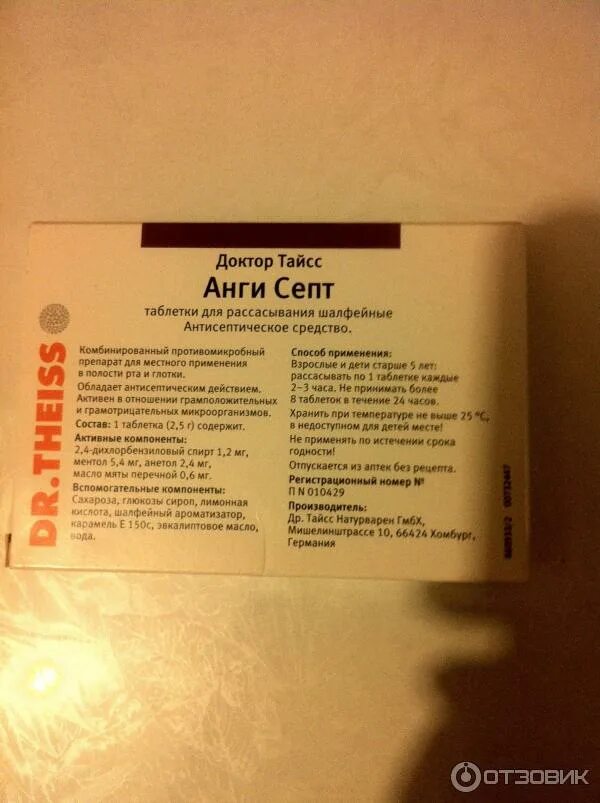 Доктор Тайсс
Анги Септ
таблетки для рассасывания шалфейные
Антисептическое средство.
DR.THEISS
Комбинированный противомикробный
препарат для местного применения
в полости рта и глотки.
Обладает антисептическим действием.
Активен в отношении грамположительных
и грамотрицательных микроорганизмов.
Состав: 1 таблетка (2,5 г) содержит.
Активные компоненты:
2,4-дихлорбензиловый спирт 1,2 мг,
ментол 5,4 мг, анетол 2,4 мг,
масло мяты перечной 0,6 мг.
Вспомогательные компоненты:
Сахароза, глюкозы сироп, лимонная
кислота, шалфейный ароматизатор,
карамель Е 150с, эвкалиптовое масло,
вода.
Способ применения:
Взрослые и дети старше 5 лет:
рассасывать по 1 таблетке каждые
2–3 часа. Не принимать более
8 таблеток в течение 24 часов.
Хранить при температуре не выше 25 °С,
в недоступном для детей месте!
Не применять по истечении срока
годности!
Отпускается из аптек без рецепта.
Регистрационный номер №
П N 010429
Производитель:
Др. Тайсс Натурварен ГмбХ,
Мишелинштрассе 10, 66424 Хомбург,
Германия
ОТЗОВИК